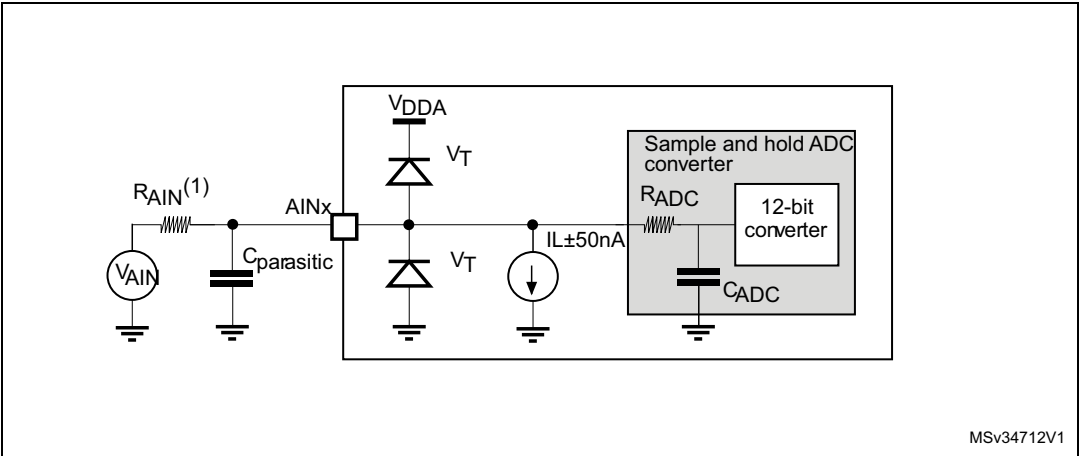 VDDA
VT
Sample and hold ADC
converter
RAIN(1)
AINx
RADC
12-bit
converter
IL±50nA
VT
Cparasitic
VAIN
CADC
MSv34712V1